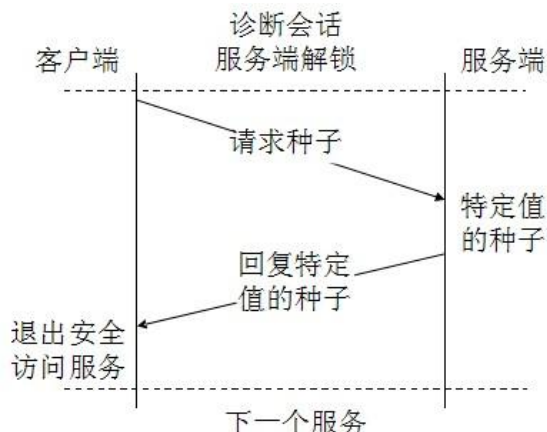 诊断会话
客户端
服务端解锁
服务端
请求种子
特定值
的种子
回复特定
值的种子
退出安全
访问服务
下一个服务